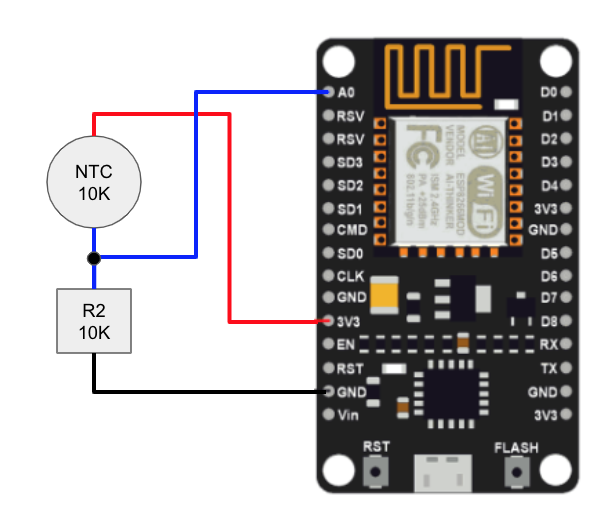 NTC
10K
R2
10K
A0
RSV
RSV
SD3
SD2
SD1
CMD
SD0
CLK
GND
3V3
EN
RST
GND
Vin
D0
D1
D2
D3
D4
3V3
GND
D5
D6
D7
D8
RX
TX
GND
3V3
MODEL
VENDOR
ESP8266MOD
AI-THINKER
ISM 2.4GHz
PA +25dBm
802.11b/g/n
FC
Wi Fi
RST
FLASH